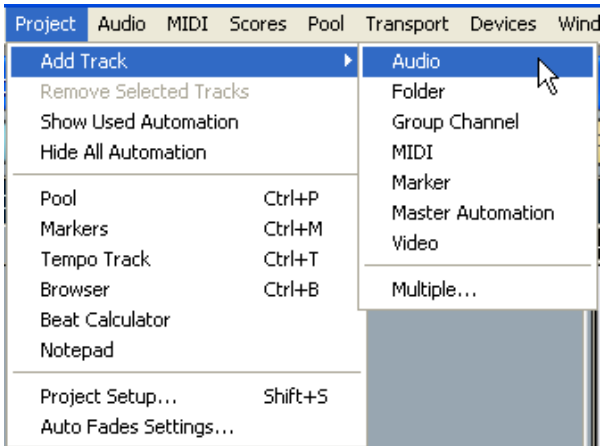 Project Audio MIDI Scores Pool Transport Devices Wind
Add Track
Remove Selected Tracks
Show Used Automation
Hide All Automation
Pool Ctrl+P
Markers Ctrl+M
Tempo Track Ctrl+T
Browser Ctrl+B
Beat Calculator
Notepad
Project Setup... Shift+S
Auto Fades Settings...
Audio
Folder
Group Channel
MIDI
Marker
Master Automation
Video
Multiple...